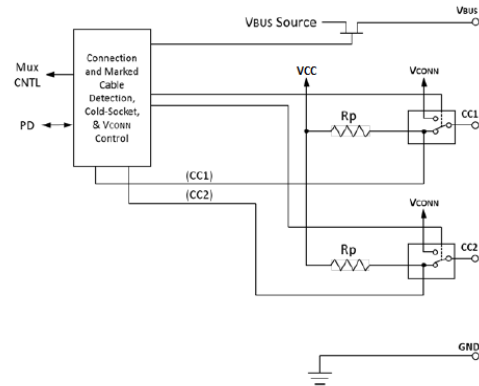 VBUS Source
VBUS
Connection
and Marked
Cable
Detection,
Cold-Socket,
& VCONN
Control
Mux
CNTL
PD
VCC
VCONN
Rp
CC1
(CC1)
(CC2)
VCONN
Rp
CC2
GND